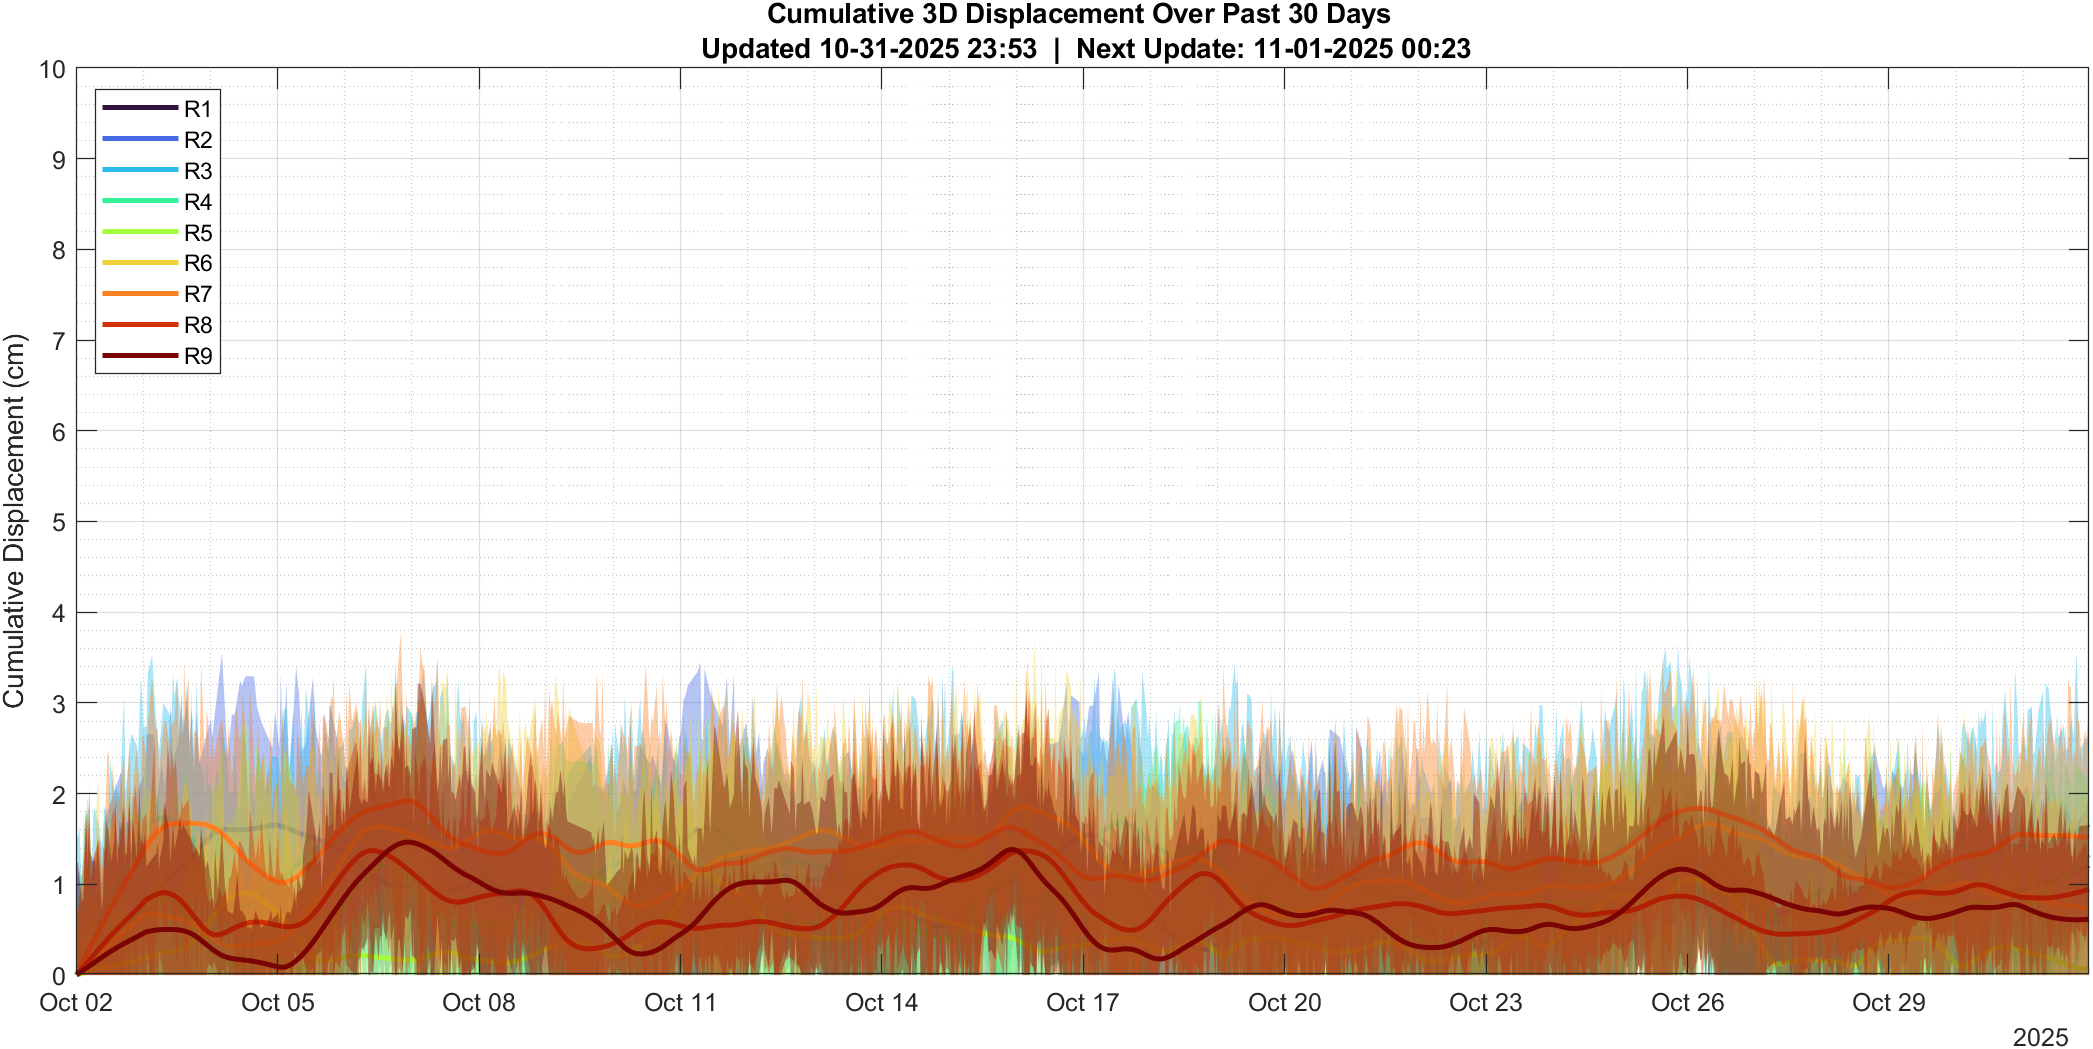 Cumulative 3D Displacement Over Past 30 Days
Updated 10-31-2025 23:53 | Next Update: 11-01-2025 00:23
Cumulative Displacement (cm)
10
9
8
7
6
5
4
3
2
1
0
R1
R2
R3
R4
R5
R6
R7
R8
R9
Oct 02 Oct 05 Oct 08 Oct 11 Oct 14 Oct 17 Oct 20 Oct 23 Oct 26 Oct 29
2025